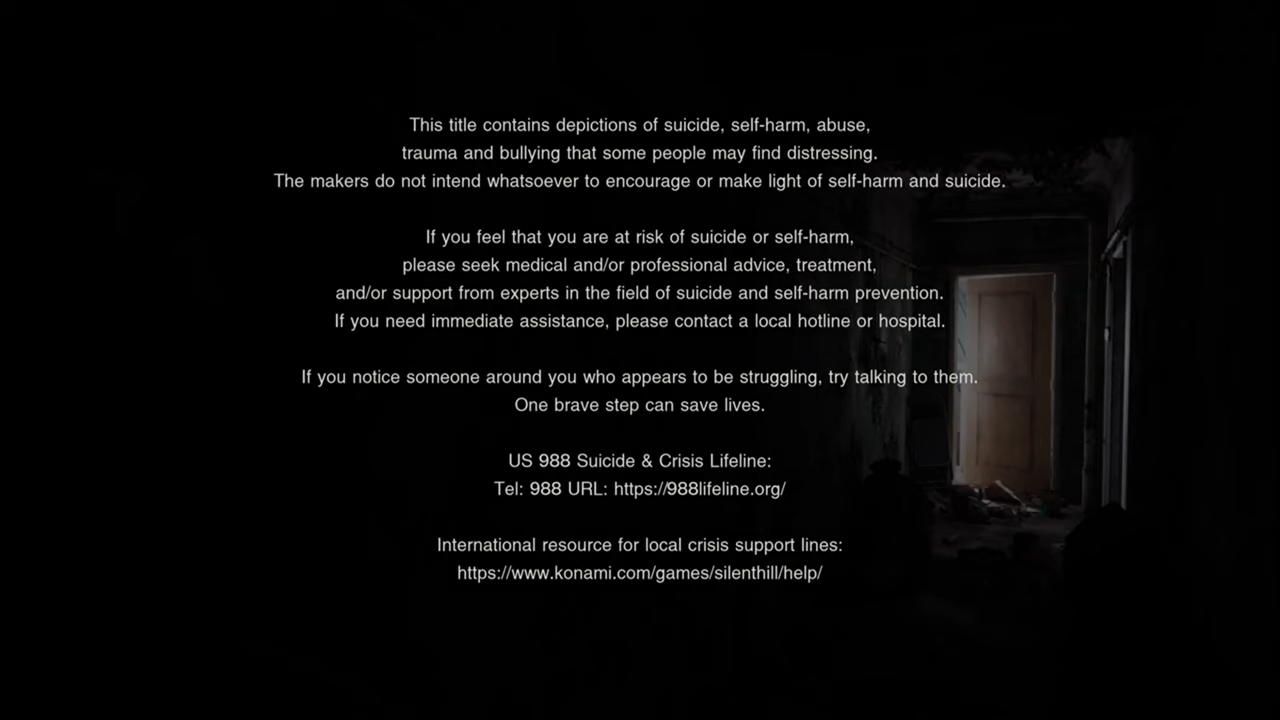 This title contains depictions of suicide, self-harm, abuse,
trauma and bullying that some people may find distressing.
The makers do not intend whatsoever to encourage or make light of self-harm and suicide.
If you feel that you are at risk of suicide or self-harm,
please seek medical and/or professional advice, treatment,
and/or support from experts in the field of suicide and self-harm prevention.
If you need immediate assistance, please contact a local hotline or hospital.
If you notice someone around you who appears to be struggling, try talking to them.
One brave step can save lives.
US 988 Suicide & Crisis Lifeline:
Tel: 988 URL: https://988lifeline.org/
International resource for local crisis support lines:
https://www.konami.com/games/silenthill/help/